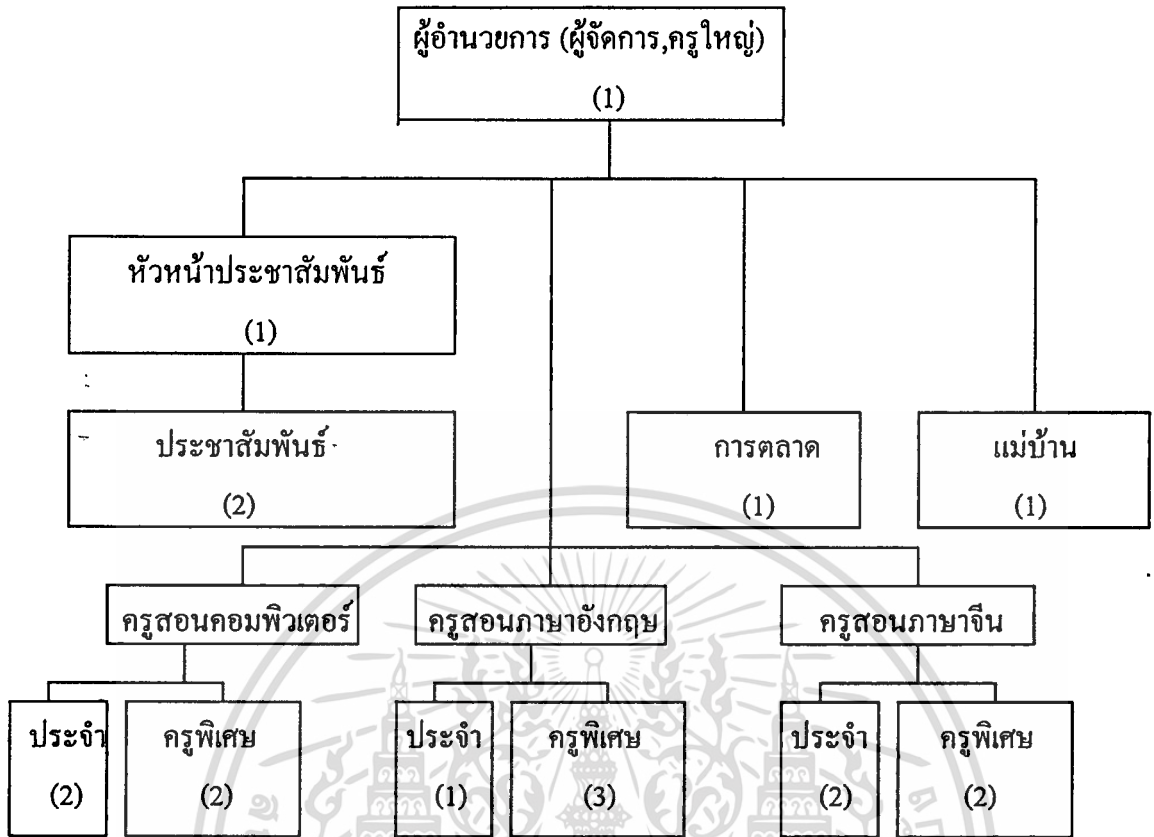 ผู้อำนวยการ (ผู้จัดการ,ครูใหญ่)
(1)
หัวหน้าประชาสัมพันธ์
(1)
ประชาสัมพันธ์
(2)
การตลาด
(1)
แม่บ้าน
(1)
ครูสอนคอมพิวเตอร์
ครูสอนภาษาอังกฤษ
ครูสอนภาษาจีน
ประจำ
(2)
ครูพิเศษ
(2)
ประจำ
(1)
ครูพิเศษ
(3)
ประจำ
(2)
ครูพิเศษ
(2)